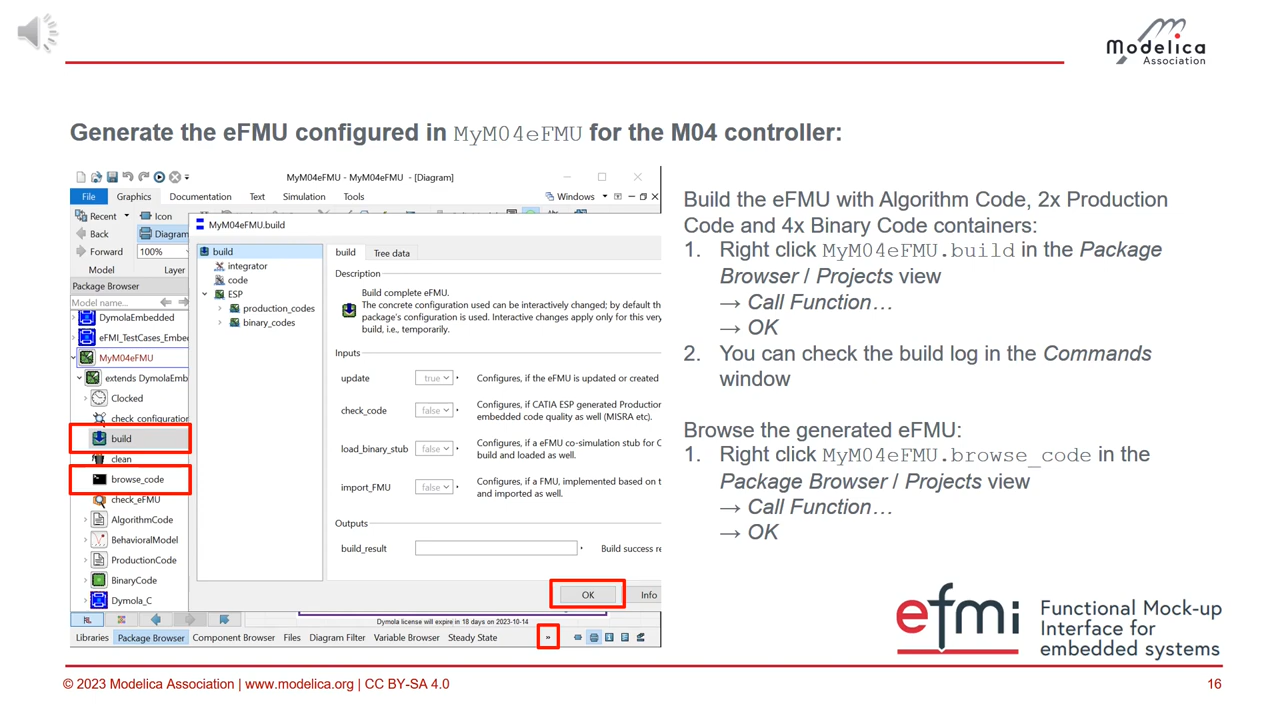 Modelica
Association
Generate the eFMU configured in MyM04eFMU for the M04 controller:
MyM04eFMU - MyM04eFMU - [Diagram]
File Graphics Documentation Text Simulation Tools Windows
Recent Icon
Back Diagram
Forward 100%
Model Layer
Package Browser
Model name...
DymolaEmbedded
eFMI_TestCases_Embe
MyM04eFMU
extends DymolaEmb
Clocked
check_configuration
build
clean
browse_code
check_eFMU
AlgorithmCode
BehavioralModel
ProductionCode
BinaryCode
Dymola_C
MyM04eFMU.build
build
integrator
code
ESP
production_codes
binary_codes
build Tree data
Description
Build complete eFMU.
The concrete configuration used can be interactively changed; by default th
package's configuration is used. Interactive changes apply only for this very
build, i.e., temporarily.
Inputs
update true Configures, if the eFMU is updated or created
check_code false Configures, if CATIA ESP generated Production
embedded code quality as well (MISRA etc).
load_binary_stub false Configures, if a eFMU co-simulation stub for C
build and loaded as well.
import_FMU false Configures, if a FMU, implemented based on t
and imported as well.
Outputs
build_result Build success re
OK Info
Dymola license will expire in 18 days on 2023-10-14
Libraries Package Browser Component Browser Files Diagram Filter Variable Browser Steady State »
Build the eFMU with Algorithm Code, 2x Production
Code and 4x Binary Code containers:
1. Right click MyM04eFMU.build in the Package
Browser / Projects view
→ Call Function…
→ OK
2. You can check the build log in the Commands
window
Browse the generated eFMU:
1. Right click MyM04eFMU.browse_code in the
Package Browser / Projects view
→ Call Function…
→ OK
efmi
Functional Mock-up
Interface for
embedded systems
© 2023 Modelica Association | www.modelica.org | CC BY-SA 4.0
16